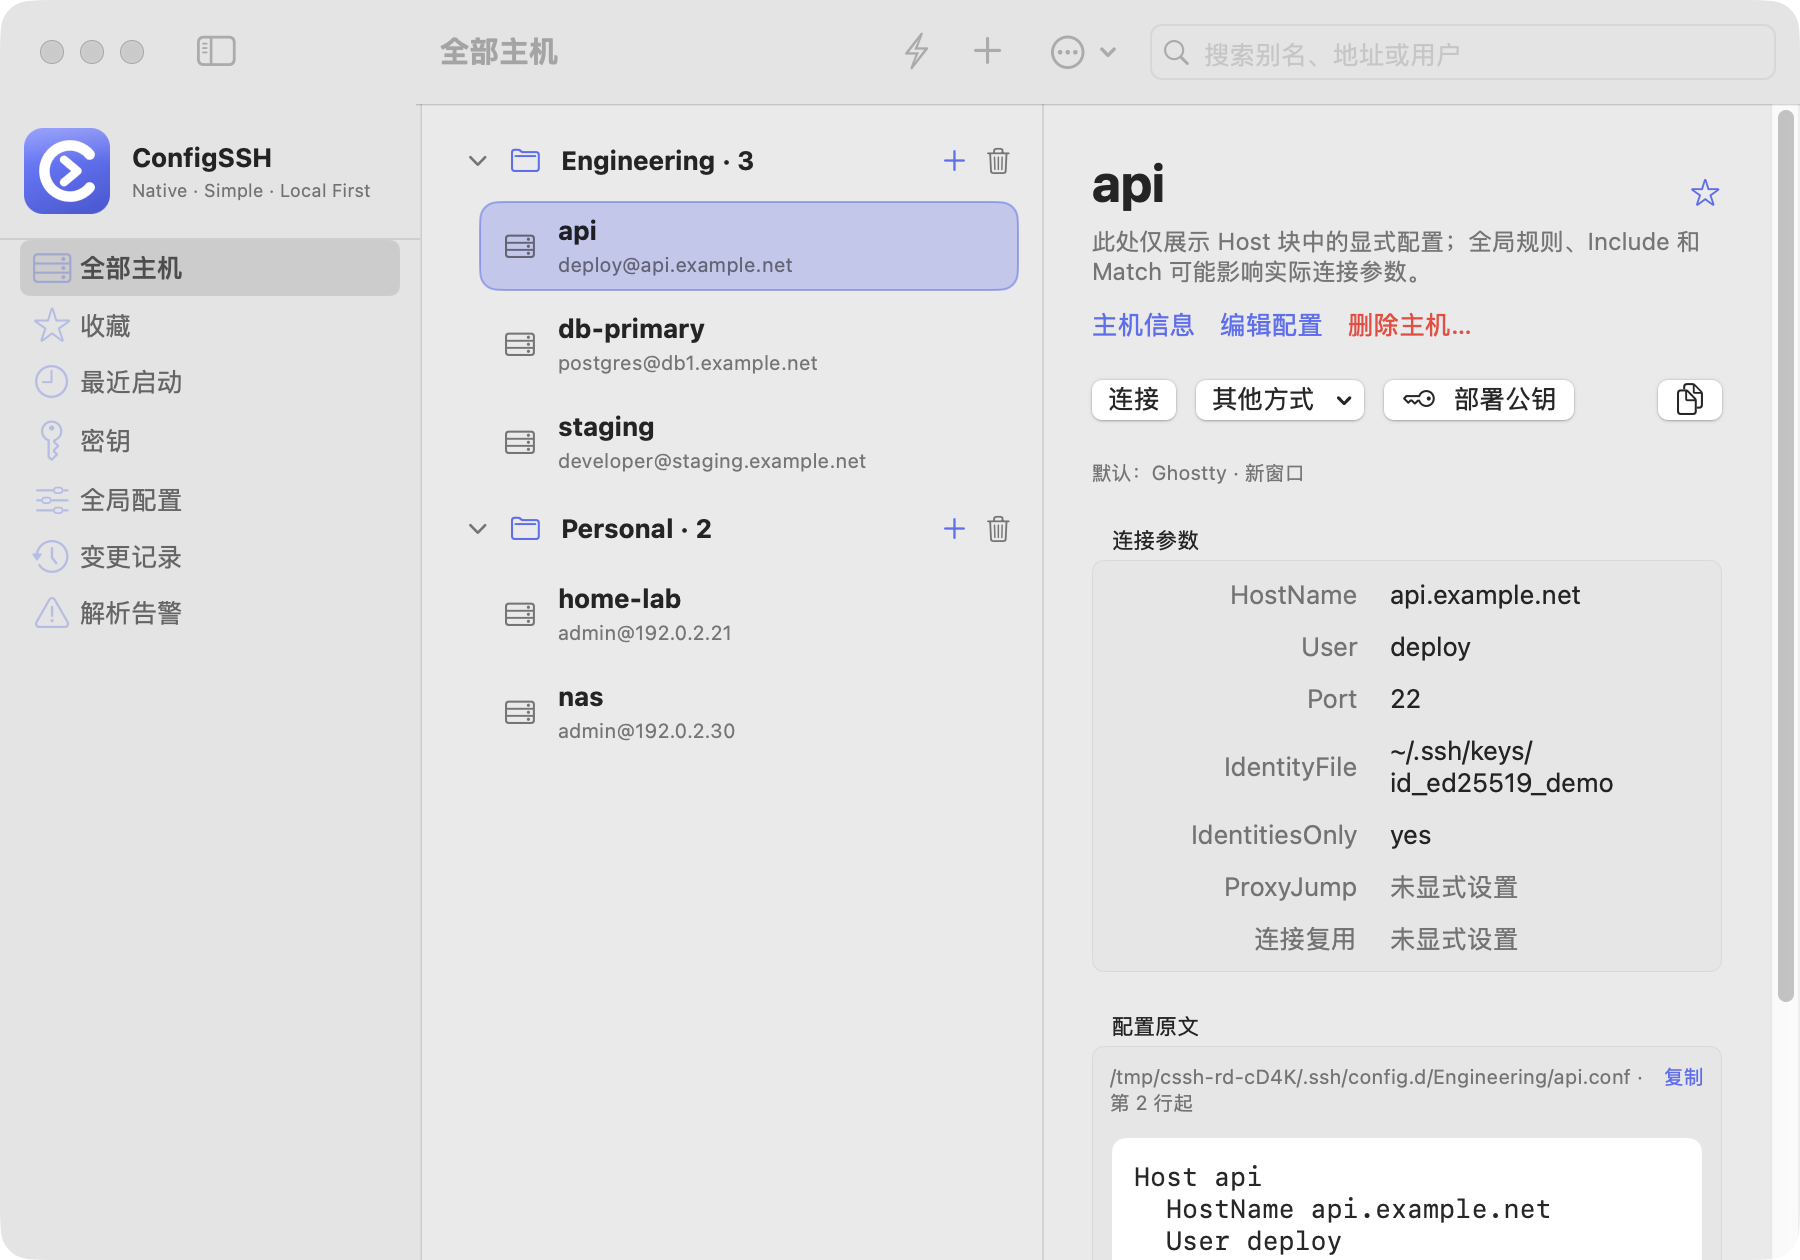 全部主机
搜索别名、地址或用户
ConfigSSH
Native · Simple · Local First
全部主机
收藏
最近启动
密钥
全局配置
变更记录
解析告警
Engineering · 3
api
deploy@api.example.net
db-primary
postgres@db1.example.net
staging
developer@staging.example.net
Personal · 2
home-lab
admin@192.0.2.21
nas
admin@192.0.2.30
api
此处仅展示 Host 块中的显式配置；全局规则、Include 和
Match 可能影响实际连接参数。
主机信息 编辑配置 删除主机...
连接 其他方式 部署公钥
默认：Ghostty · 新窗口
连接参数
HostName api.example.net
User deploy
Port 22
IdentityFile ~/.ssh/keys/
id_ed25519_demo
IdentitiesOnly yes
ProxyJump 未显式设置
连接复用 未显式设置
配置原文
/tmp/cssh-rd-cD4K/.ssh/config.d/Engineering/api.conf · 复制
第 2 行起
Host api
HostName api.example.net
User deploy